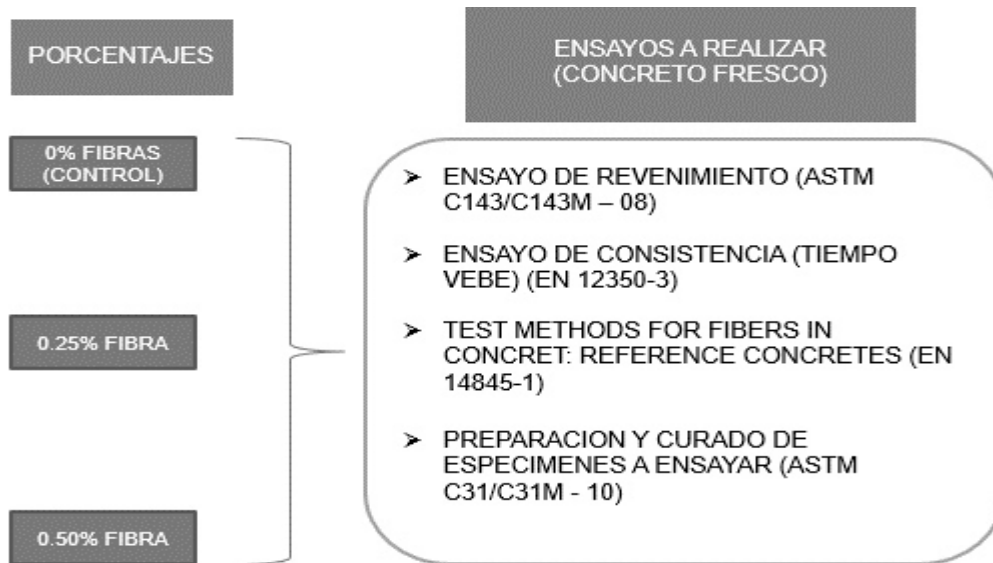 PORCENTAJES
ENSAYOS A REALIZAR
(CONCRETO FRESCO)
0% FIBRAS
(CONTROL)
0.25% FIBRA
0.50% FIBRA
➤ ENSAYO DE REVENIMIENTO (ASTM
C143/C143M – 08)
➤ ENSAYO DE CONSISTENCIA (TIEMPO
VEBE) (EN 12350-3)
➤ TEST METHODS FOR FIBERS IN
CONCRET: REFERENCE CONCRETES (EN
14845-1)
➤ PREPARACION Y CURADO DE
ESPECIMENES A ENSAYAR (ASTM
C31/C31M - 10)